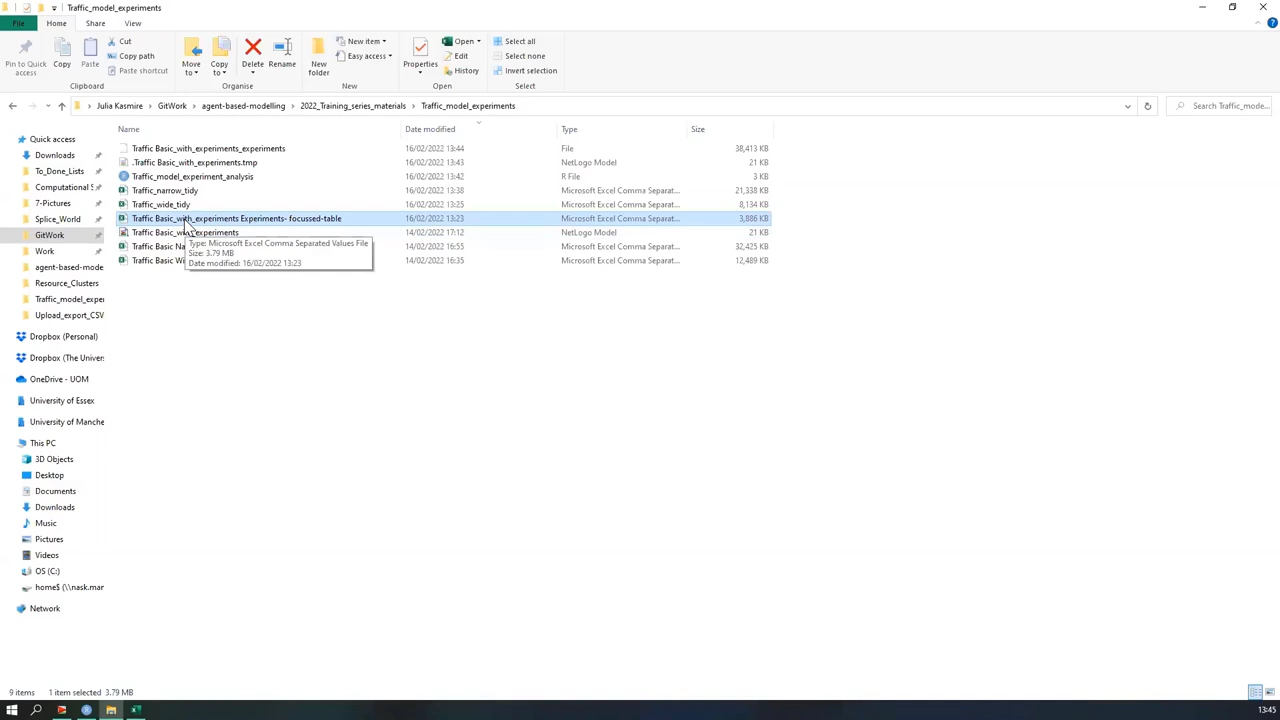 Traffic_model_experiments
File
Home
Share
View
Pin to Quick access
Copy
Paste
Cut
Copy path
Paste shortcut
Clipboard
Move to
Copy to
Delete
Rename
Organise
New folder
New item
Easy access
New
Properties
Open
Edit
History
Open
Select all
Select none
Invert selection
Select
Julia Kasmire > GitWork > agent-based-modelling > 2022_Training_series_materials > Traffic_model_experiments
Search Traffic_mode...
Name Date modified Type Size
Traffic Basic_with_experiments_experiments 16/02/2022 13:44 File 38,413 KB
.Traffic Basic_with_experiments.tmp 16/02/2022 13:43 NetLogo Model 21 KB
Traffic_model_experiment_analysis 16/02/2022 13:43 R File 3 KB
Traffic_narrow_tidy 16/02/2022 13:38 Microsoft Excel Comma Separat... 21,338 KB
Traffic_wide_tidy 16/02/2022 13:25 Microsoft Excel Comma Separat... 8,134 KB
Traffic Basic_with_experiments Experiments- focussed-table 16/02/2022 13:23 Microsoft Excel Comma Separat... 3,886 KB
Traffic Basic_with_experiments 14/02/2022 17:12 NetLogo Model 21 KB
Traffic Basic Na 14/02/2022 16:55 Microsoft Excel Comma Separat... 32,425 KB
Traffic Basic Wi 14/02/2022 16:35 Microsoft Excel Comma Separat... 12,489 KB
Type: Microsoft Excel Comma Separated Values File
Size: 3.79 MB
Date modified: 16/02/2022 13:23
Quick access
Downloads
To_Done_Lists
Computational S
7-Pictures
Splice_World
GitWork
Work
agent-based-mode
Resource_Clusters
Traffic_model_exper
Upload_export_CSV
Dropbox (Personal)
Dropbox (The Univers
OneDrive - UOM
University of Essex
University of Manche
This PC
3D Objects
Desktop
Documents
Downloads
Music
Pictures
Videos
OS (C:)
home$ (\\nask.mar
Network
9 items 1 item selected 3.79 MB
13:45